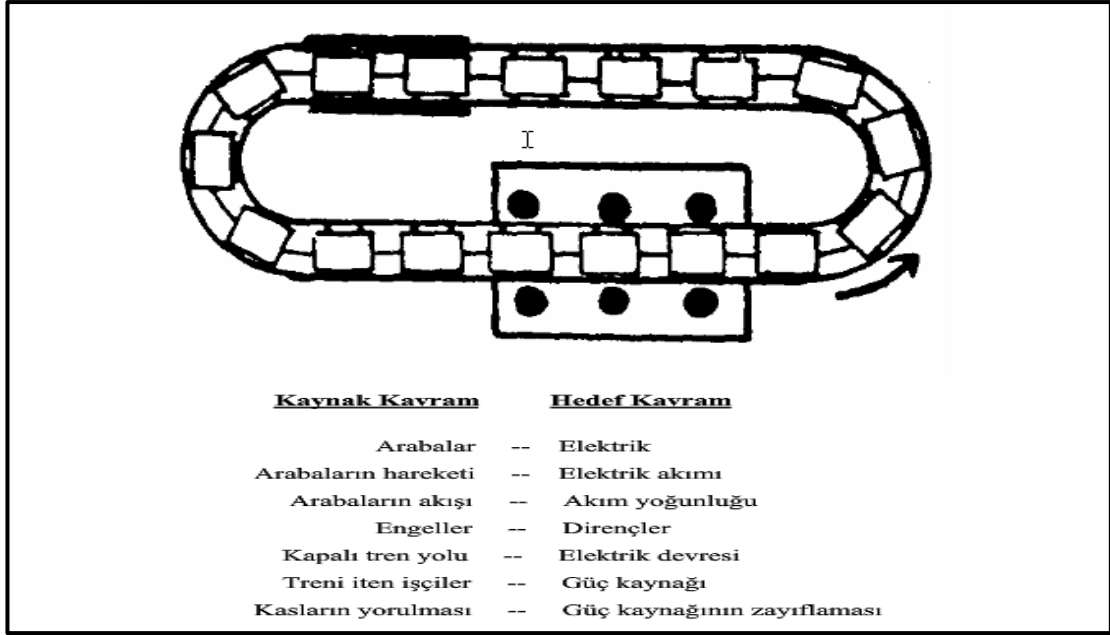 Kaynak Kavram Hedef Kavram
Arabalar -- Elektrik
Arabaların hareketi -- Elektrik akımı
Arabaların akışı -- Akım yoğunluğu
Engeller -- Dirençler
Kapalı tren yolu -- Elektrik devresi
Treni iten işçiler -- Güç kaynağı
Kasların yorulması -- Güç kaynağının zayıflaması